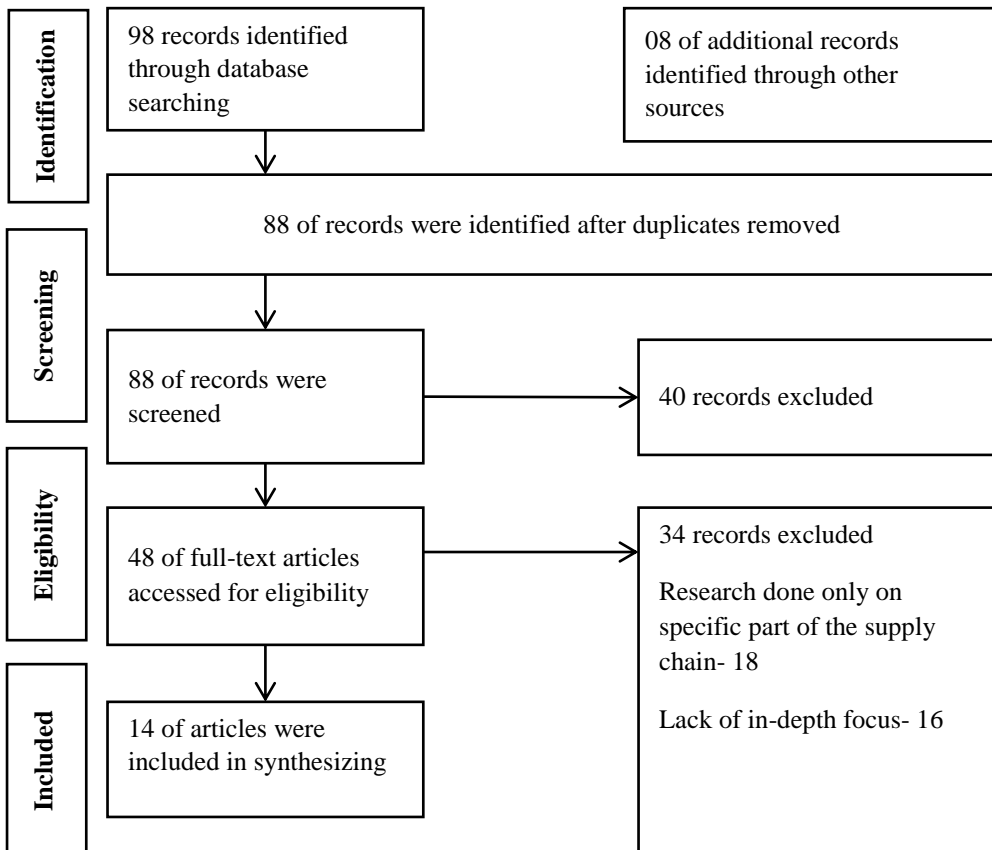 Identification
98 records identified
through database
searching
08 of additional records
identified through other
sources
88 of records were identified after duplicates removed
Screening
88 of records were
screened
40 records excluded
Eligibility
48 of full-text articles
accessed for eligibility
34 records excluded
Research done only on
specific part of the supply
chain- 18
Lack of in-depth focus- 16
Included
14 of articles were
included in synthesizing